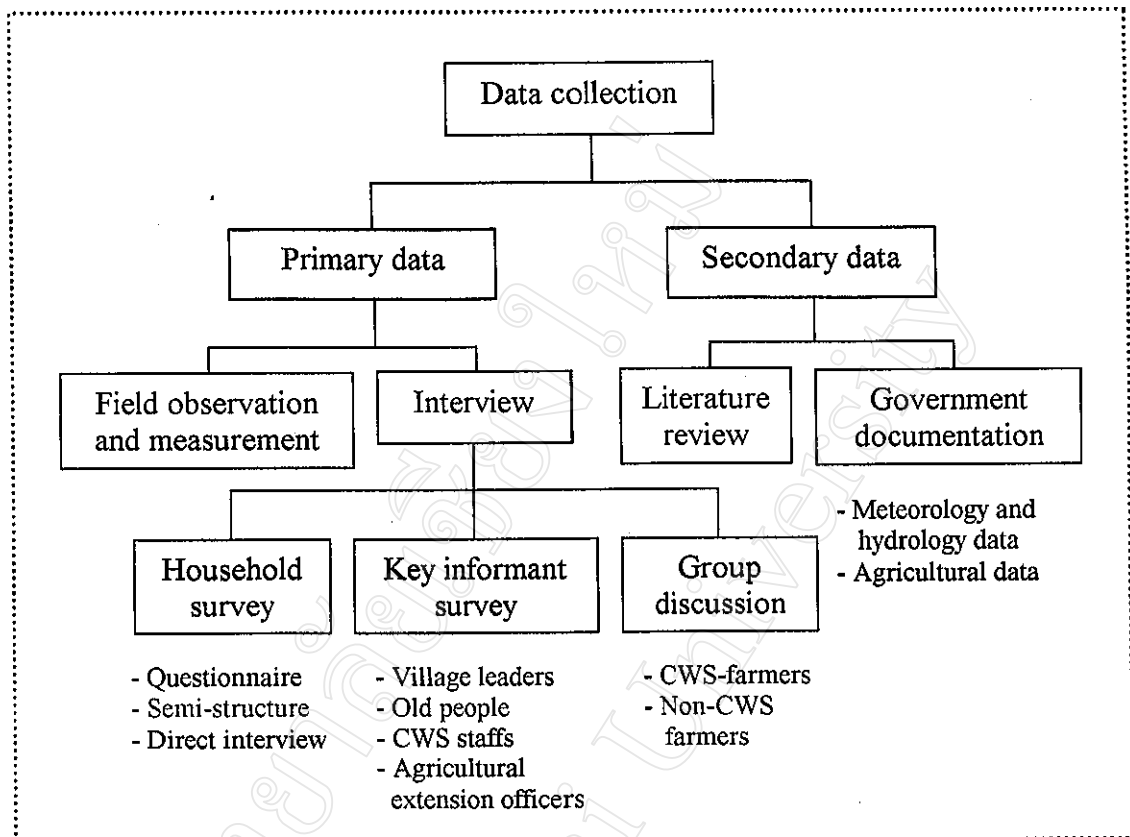 Data collection
Primary data
Secondary data
Field observation
and measurement
Interview
Literature
review
Government
documentation
- Meteorology and
hydrology data
- Agricultural data
Household
survey
Key informant
survey
Group
discussion
- Questionnaire
- Semi-structure
- Direct interview
- Village leaders
- Old people
- CWS staffs
- Agricultural
extension officers
- CWS-farmers
- Non-CWS
farmers
University